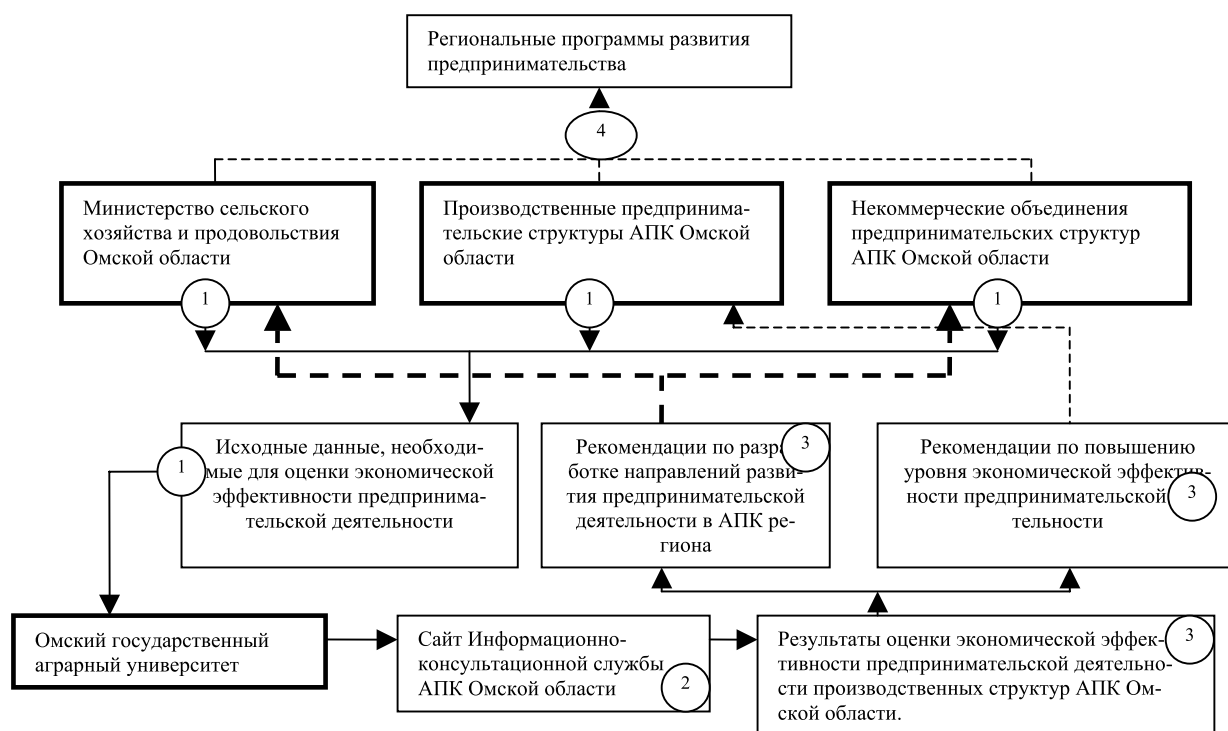 Региональные программы развития
предпринимательства
4
Министерство сельского
хозяйства и продовольствия
Омской области
1
Производственные предпринима-
тельские структуры АПК Омской
области
1
Некоммерческие объединения
предпринимательских структур
АПК Омской области
1
Исходные данные, необходи-
мые для оценки экономической
эффективности предпринима-
тельской деятельности
1
Рекомендации по разра
ботке направлений разви-
тия предпринимательской
деятельности в АПК ре-
гиона
3
Рекомендации по повышению
уровня экономической эффектив-
ности предпринимательской
тельности
3
Омский государственный
аграрный университет
Сайт Информационно-
консультационной службы
АПК Омской области
2
Результаты оценки экономической эффек-
тивности предпринимательской деятельно-
сти производственных структур АПК Ом-
ской области.
3